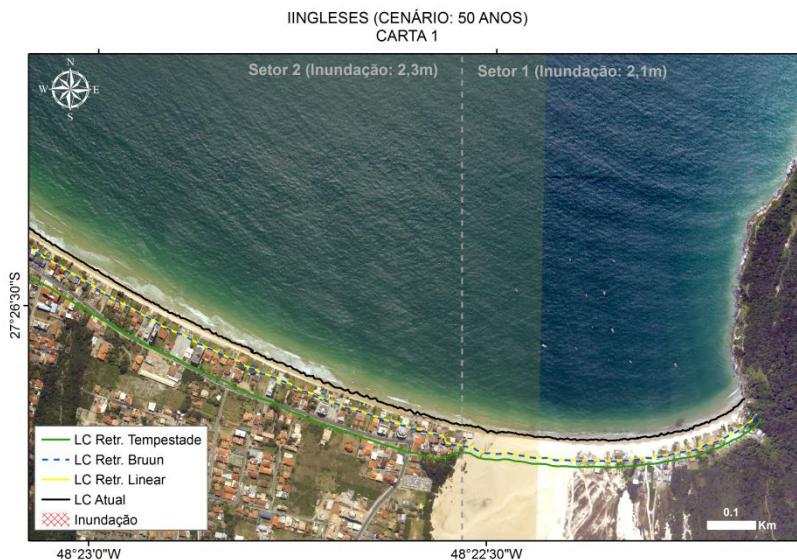 IINGLESES (CENÁRIO: 50 ANOS)
CARTA 1
Setor 2 (Inundação: 2,3m)
Setor 1 (Inundação: 2,1m)
N
W
E
S
27°26'30"S
LC Retr. Tempestade
LC Retr. Bruun
LC Retr. Linear
LC Atual
Inundação
0.1
Km
48°23'0"W
48°22'30"W